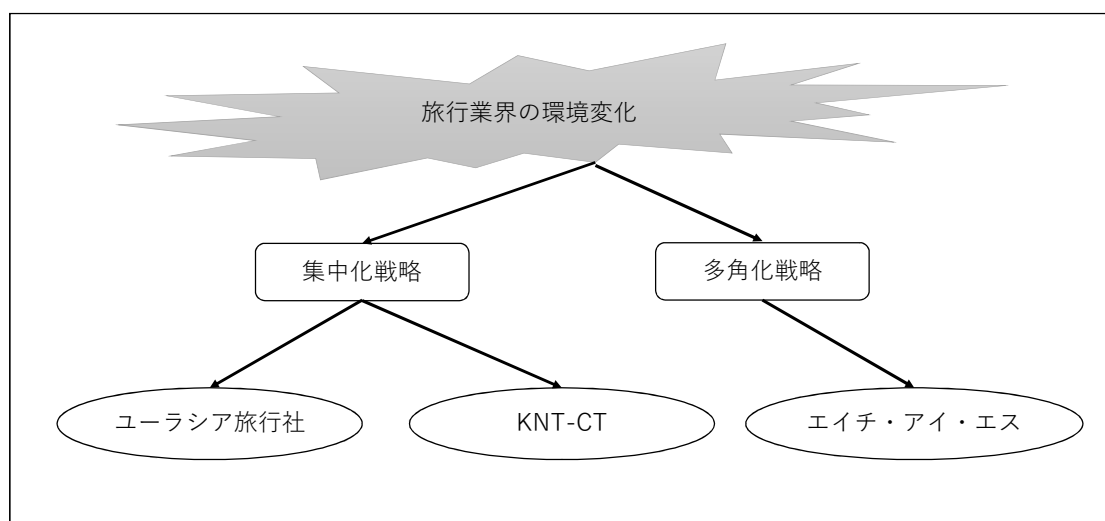 旅行業界の環境変化
集中化戦略
多角化戦略
ユーラシア旅行社
KNT-CT
エイチ・アイ・エス